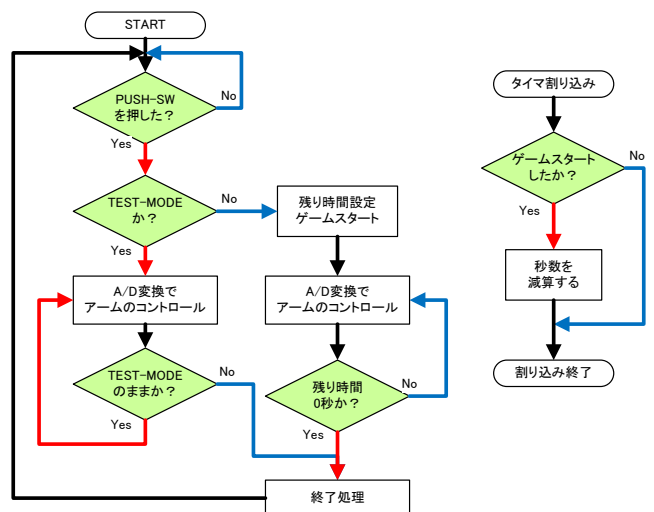 START
PUSH-SW
を押した？
No
Yes
TEST-MODE
か？
No
Yes
残り時間設定
ゲームスタート
A/D変換で
アームのコントロール
A/D変換で
アームのコントロール
TEST-MODE
のままか？
No
Yes
残り時間
0秒か？
No
Yes
終了処理
タイマ割り込み
ゲームスタート
したか？
No
Yes
秒数を
減算する
割り込み終了